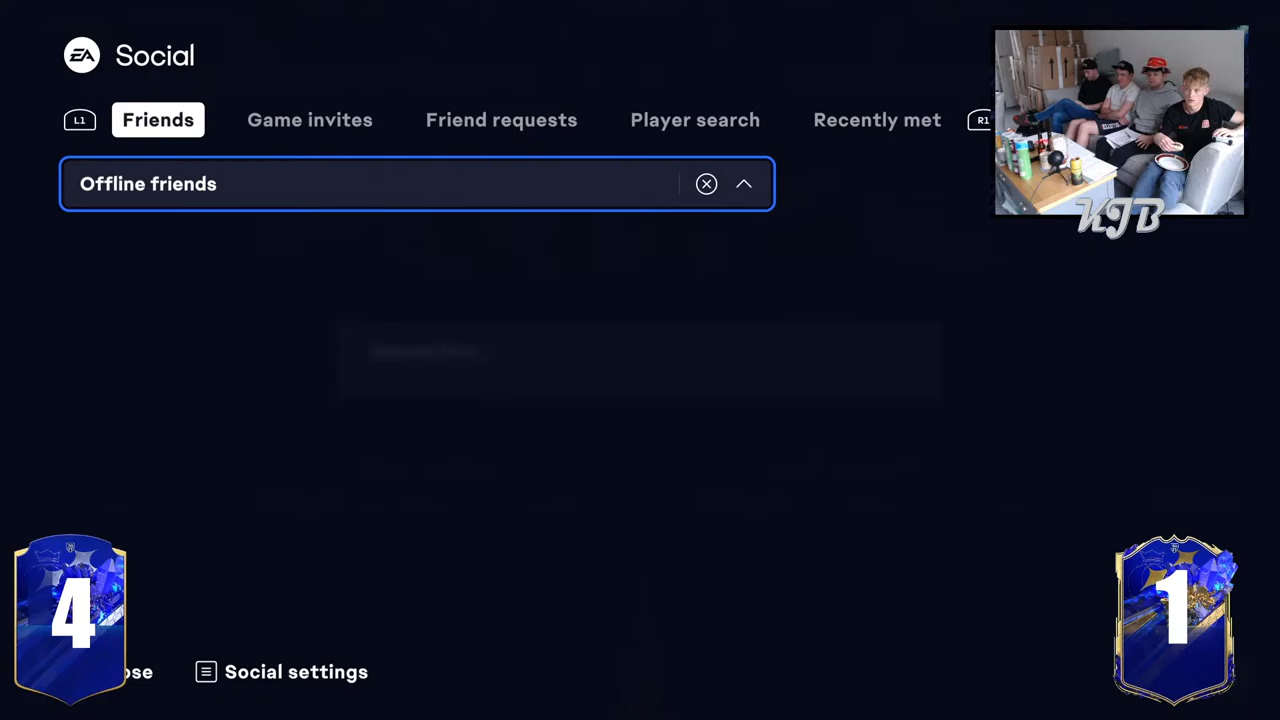 EA Social
L1 Friends Game invites Friend requests Player search Recently met R1
Offline friends
KJB
4
1
ose Social settings